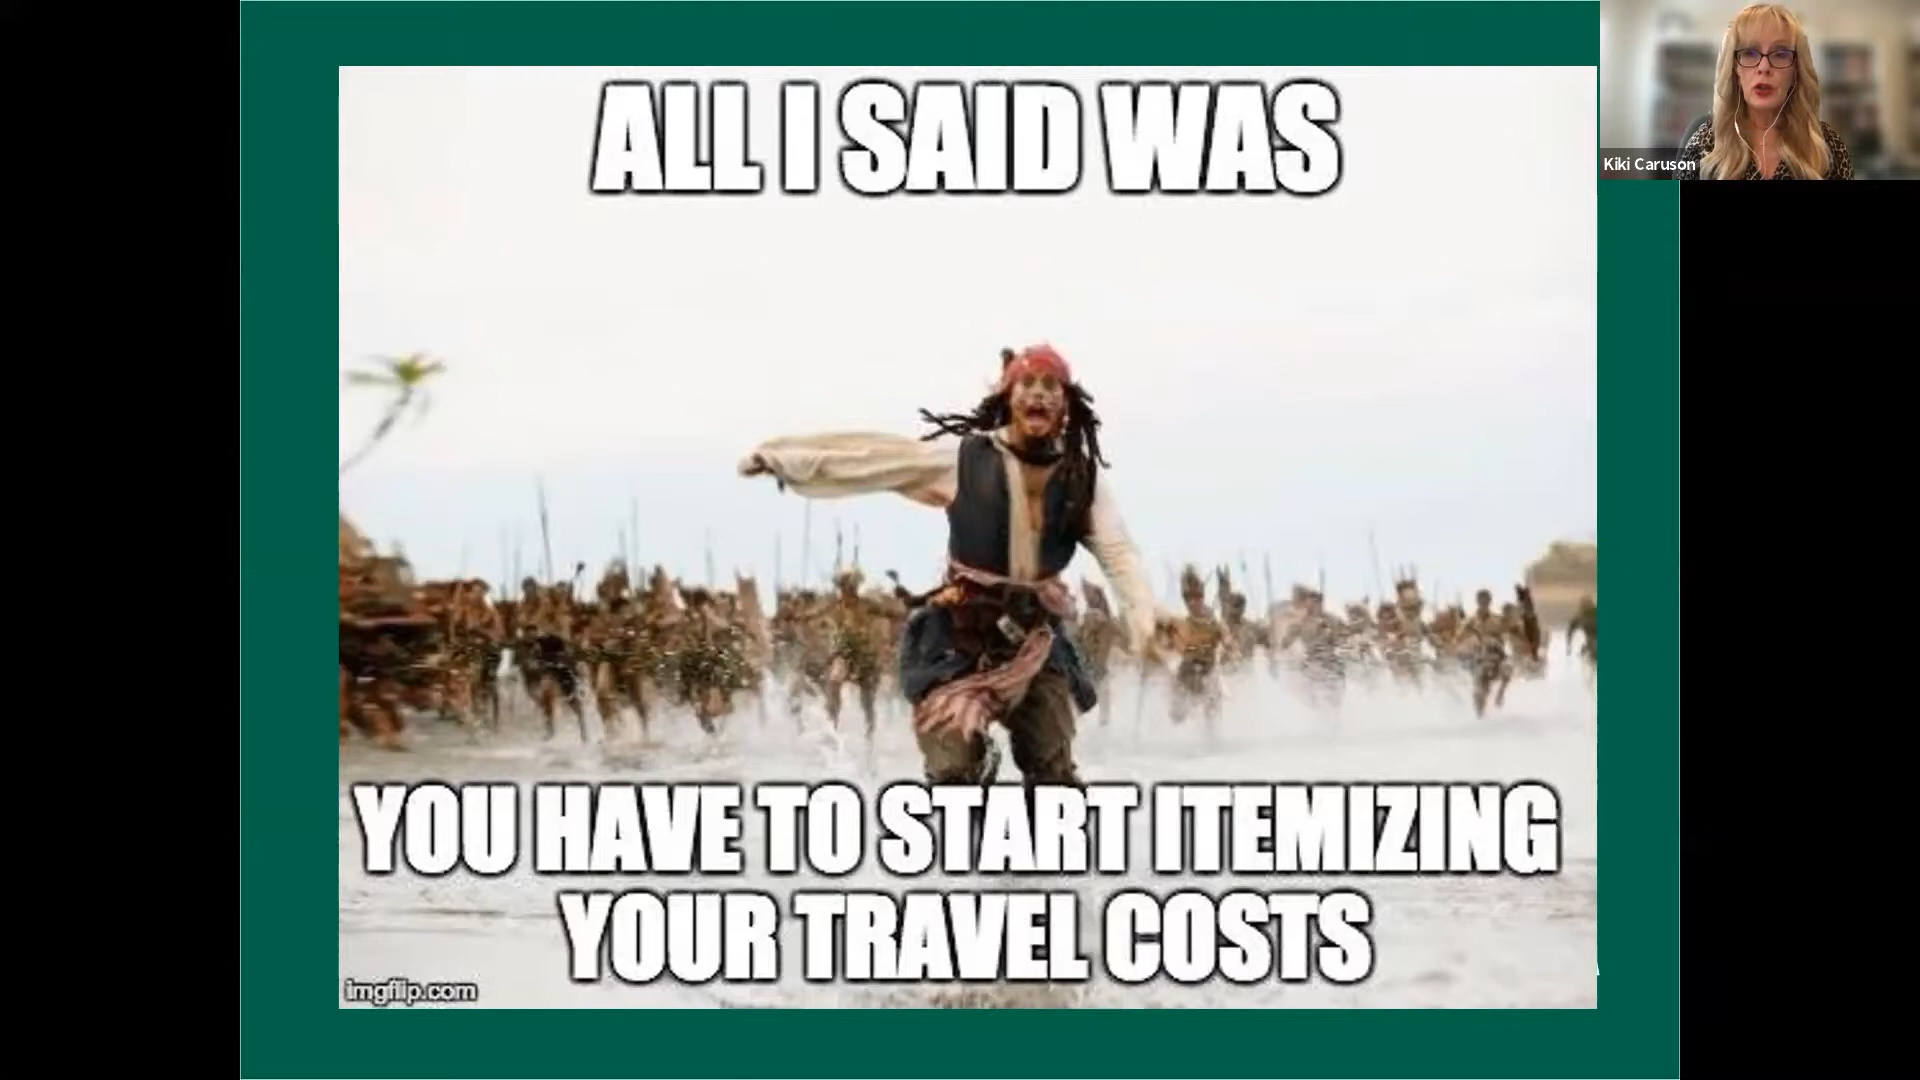 ALL I SAID WAS
Kiki Caruson
YOU HAVE TO START ITEMIZING
YOUR TRAVEL COSTS
imgflip.com